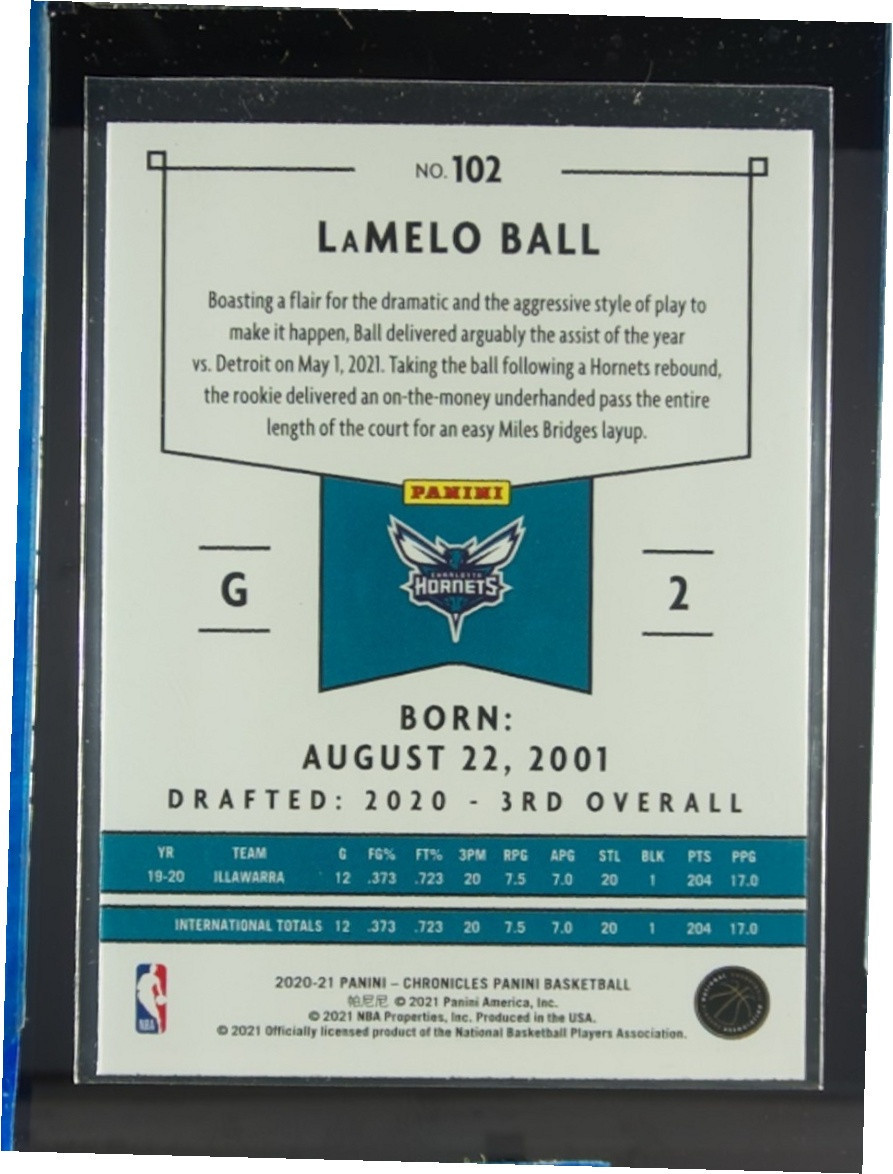 NO. 102
LaMELO BALL
Boasting a flair for the dramatic and the aggressive style of play to
make it happen, Ball delivered arguably the assist of the year
vs. Detroit on May 1, 2021. Taking the ball following a Hornets rebound,
the rookie delivered an on-the-money underhanded pass the entire
length of the court for an easy Miles Bridges layup.
PANINI
CHARLOTTE
HORNETS
G
2
BORN:
AUGUST 22, 2001
DRAFTED: 2020 - 3RD OVERALL
YR TEAM G FG% FT% 3PM RPG APG STL BLK PTS PPG
19-20 ILLAWARRA 12 .373 .723 20 7.5 7.0 20 1 204 17.0
INTERNATIONAL TOTALS 12 .373 .723 20 7.5 7.0 20 1 204 17.0
2020-21 PANINI – CHRONICLES PANINI BASKETBALL
帕尼尼 © 2021 Panini America, Inc.
© 2021 NBA Properties, Inc. Produced in the USA.
© 2021 Officially licensed product of the National Basketball Players Association.
NBA
NATIONAL BASKETBALL
ASSOCIATION